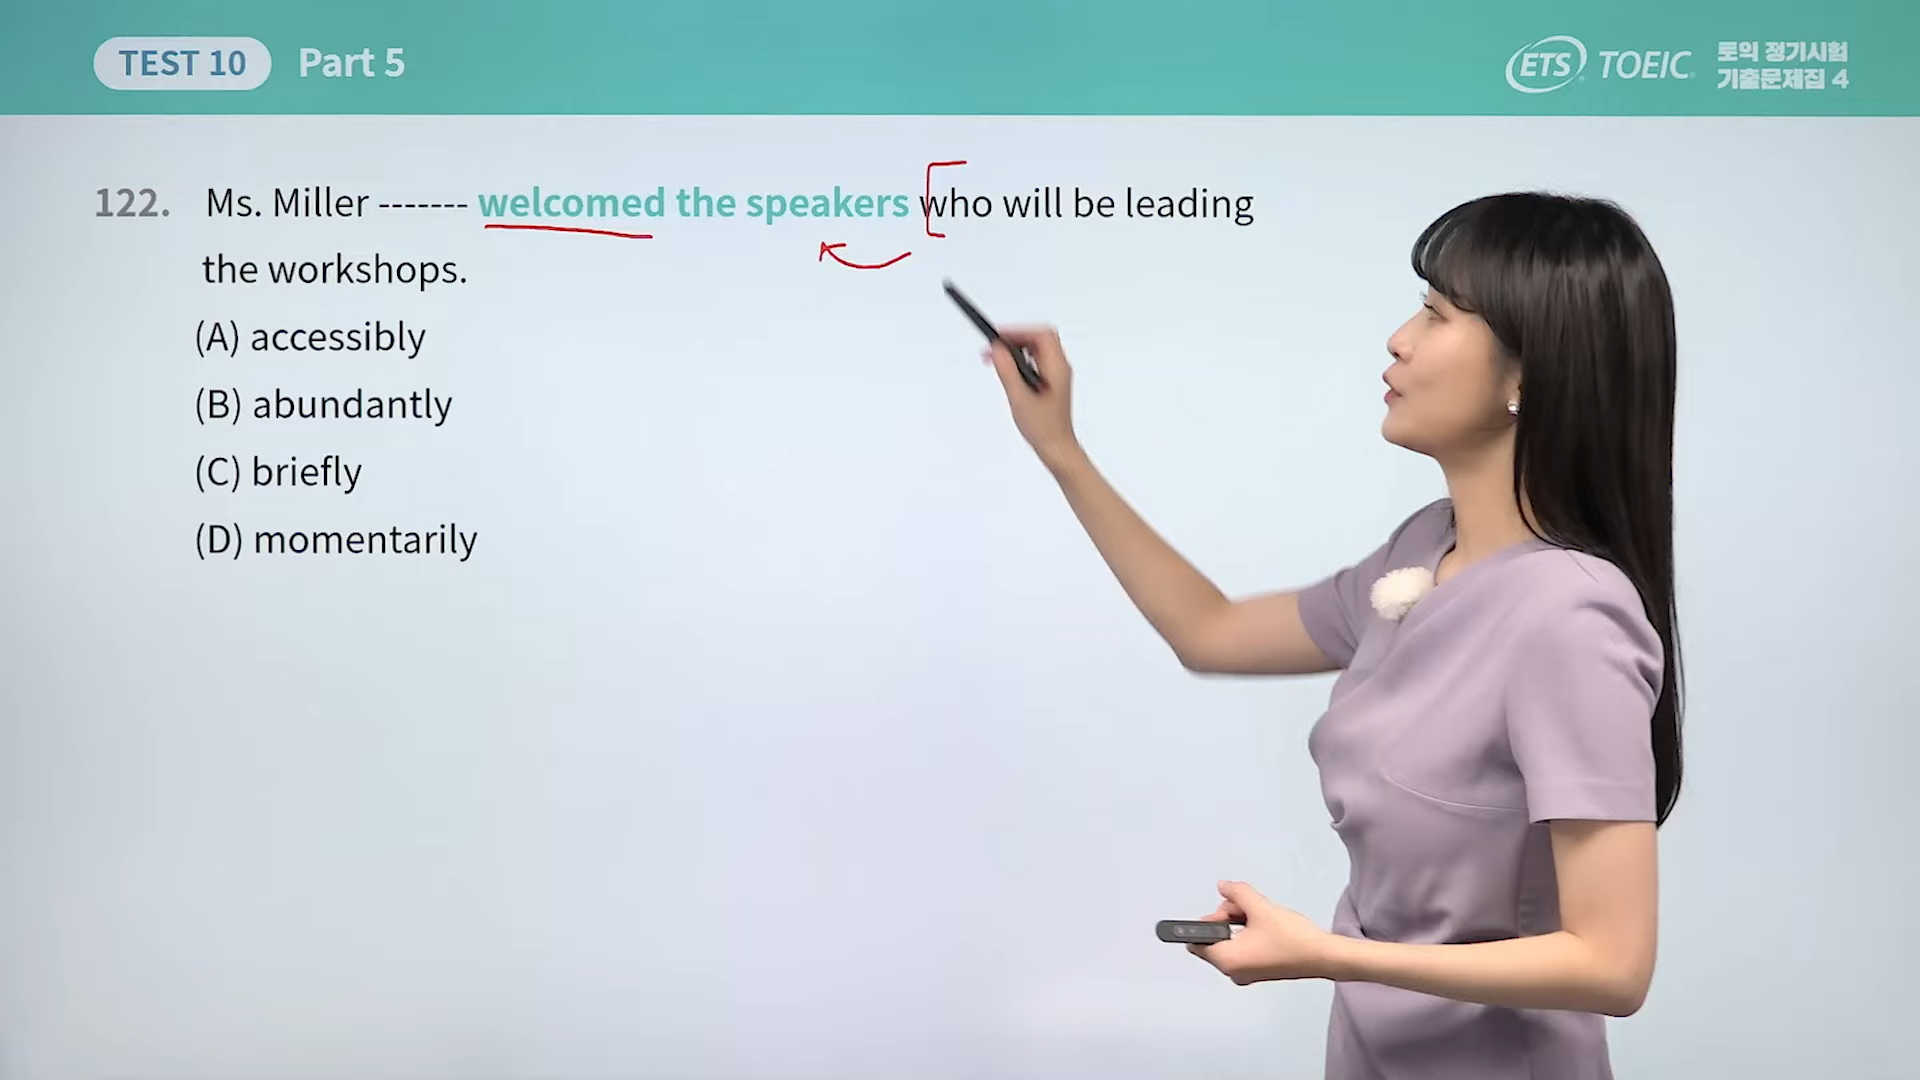 TEST 10 Part 5
ETS TOEIC
토익 정기시험
기출문제집 4
122. Ms. Miller ------- welcomed the speakers who will be leading
the workshops.
(A) accessibly
(B) abundantly
(C) briefly
(D) momentarily